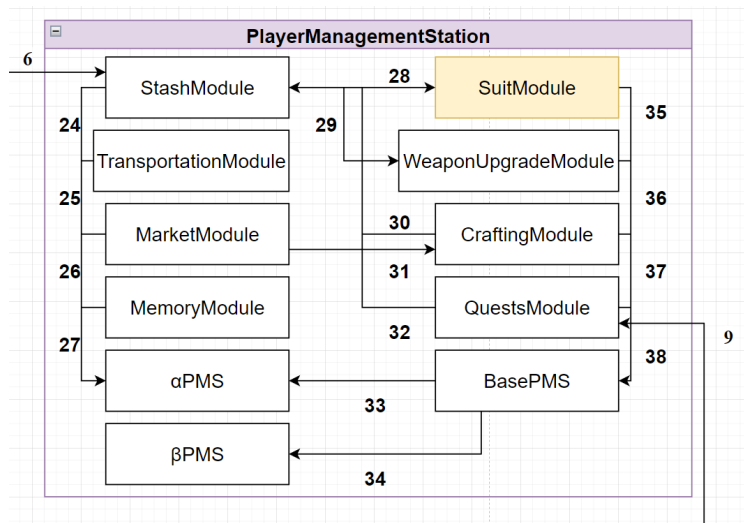 PlayerManagementStation
6
StashModule
28
SuitModule
24
29
35
TransportationModule
WeaponUpgradeModule
25
36
MarketModule
30
CraftingModule
26
31
37
MemoryModule
QuestsModule
27
32
9
38
αPMS
BasePMS
33
βPMS
34